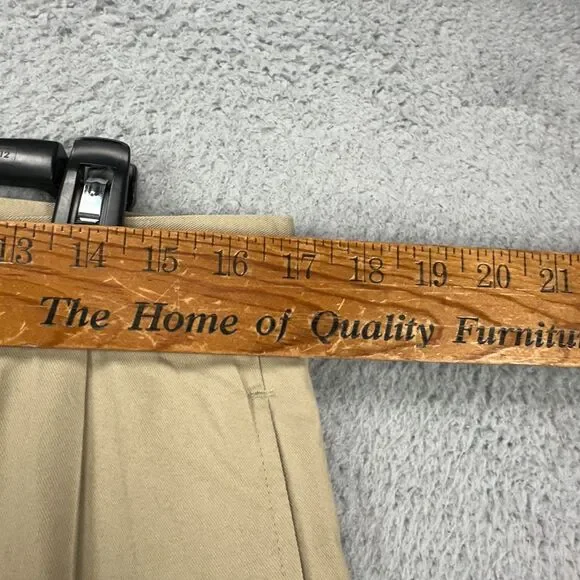 13 14 15 16 17 18 19 20 21
The Home of Quality Furnitu